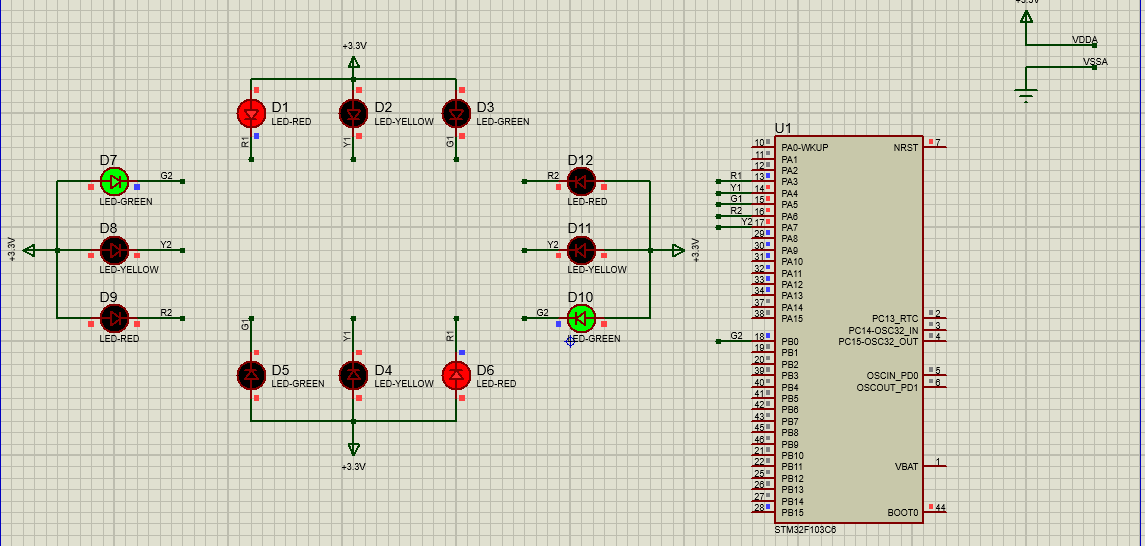 +3.3V
VDDA
VSSA
+3.3V
D1
LED-RED
D2
LED-YELLOW
D3
LED-GREEN
R1
Y1
G1
D7
LED-GREEN
G2
D8
LED-YELLOW
Y2
D9
LED-RED
R2
+3.3V
D12
LED-RED
R2
D11
LED-YELLOW
Y2
D10
LED-GREEN
G2
+3.3V
G1
Y1
R1
D5
LED-GREEN
D4
LED-YELLOW
D6
LED-RED
+3.3V
U1
10 PA0-WKUP
11 PA1
12 PA2
R1 13 PA3
Y1 14 PA4
G1 15 PA5
R2 16 PA6
Y2 17 PA7
29 PA8
30 PA9
31 PA10
32 PA11
33 PA12
34 PA13
37 PA14
38 PA15
G2 18 PB0
19 PB1
20 PB2
39 PB3
40 PB4
41 PB5
42 PB6
43 PB7
45 PB8
46 PB9
21 PB10
22 PB11
25 PB12
26 PB13
27 PB14
28 PB15
NRST 7
PC13_RTC 2
PC14-OSC32_IN 3
PC15-OSC32_OUT 4
OSCIN_PD0 5
OSCOUT_PD1 6
VBAT 1
BOOT0 44
STM32F103C6